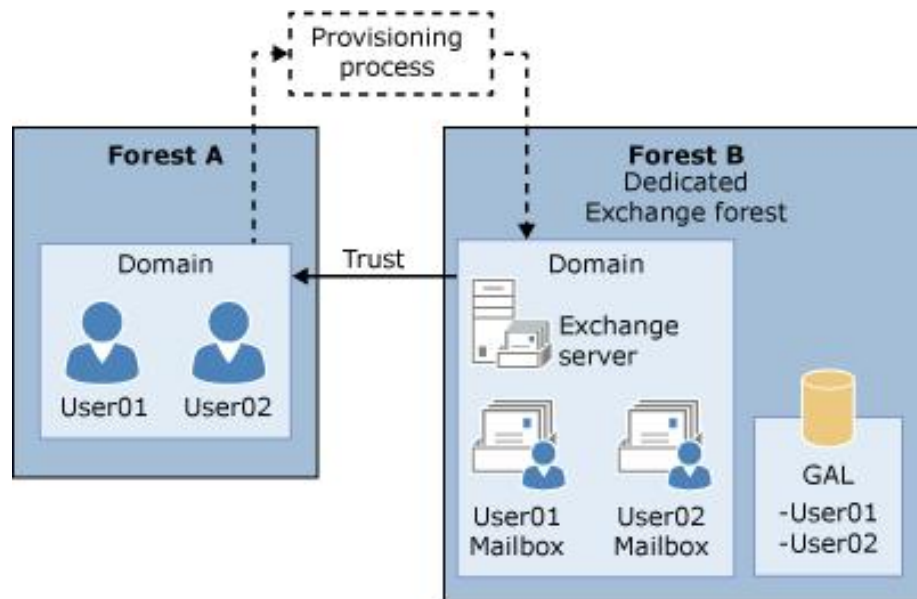 Provisioning
process
Forest A
Domain
User01
User02
Trust
Forest B
Dedicated
Exchange forest
Domain
Exchange
server
User01
Mailbox
User02
Mailbox
GAL
-User01
-User02